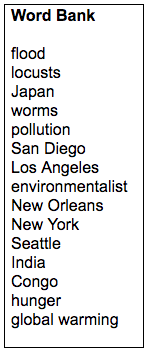 Word Bank
flood
locusts
Japan
worms
pollution
San Diego
Los Angeles
environmentalist
New Orleans
New York
Seattle
India
Congo
hunger
global warming